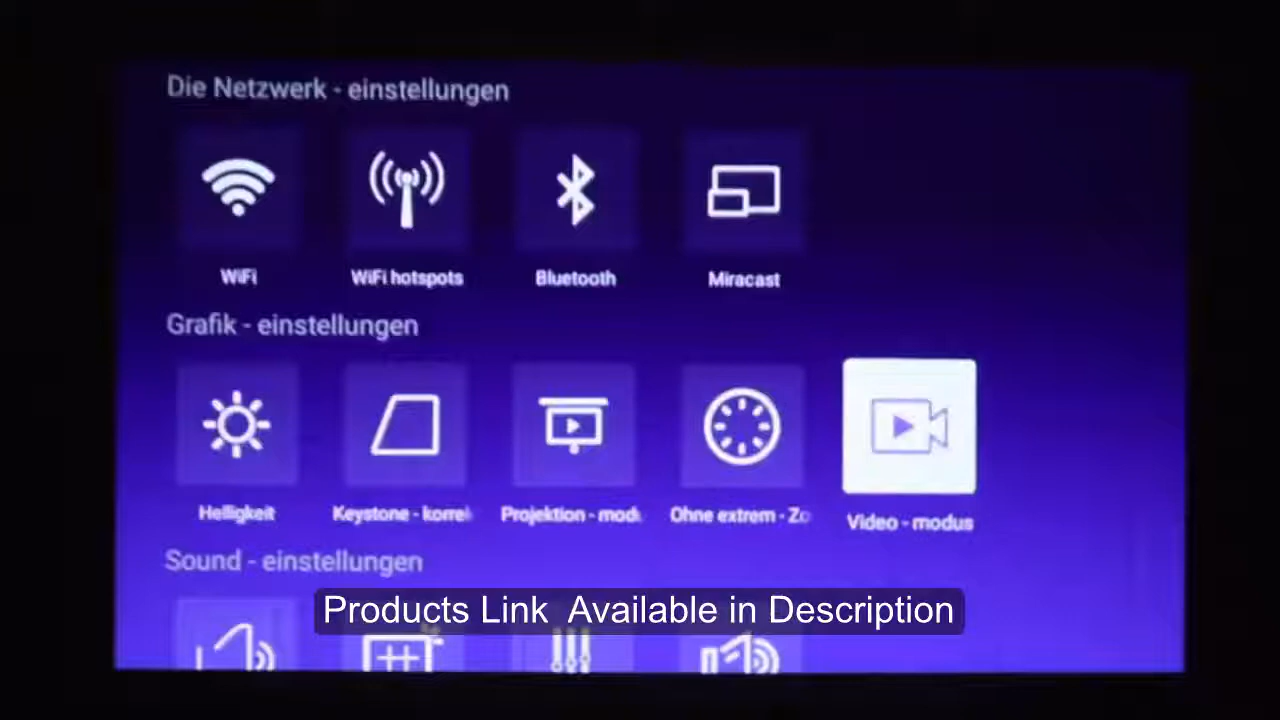 Die Netzwerk - einstellungen
WiFi WiFi hotspots Bluetooth Miracast
Grafik - einstellungen
Helligkeit Keystone - korrek Projektion - modu Ohne extrem - Zo Video - modus
Sound - einstellungen
Products Link Available in Description